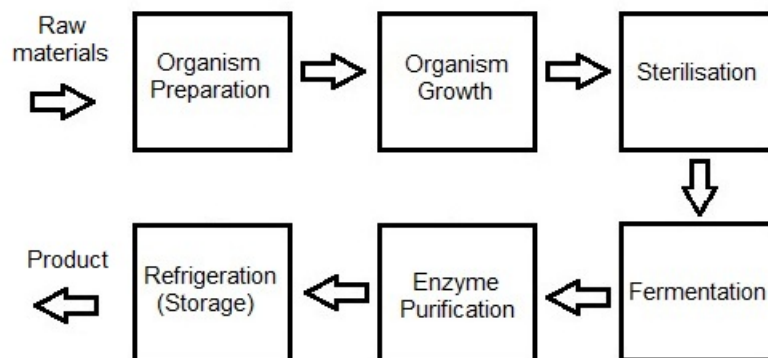 Raw
materials
Organism
Preparation
Organism
Growth
Sterilisation
Product
Refrigeration
(Storage)
Enzyme
Purification
Fermentation